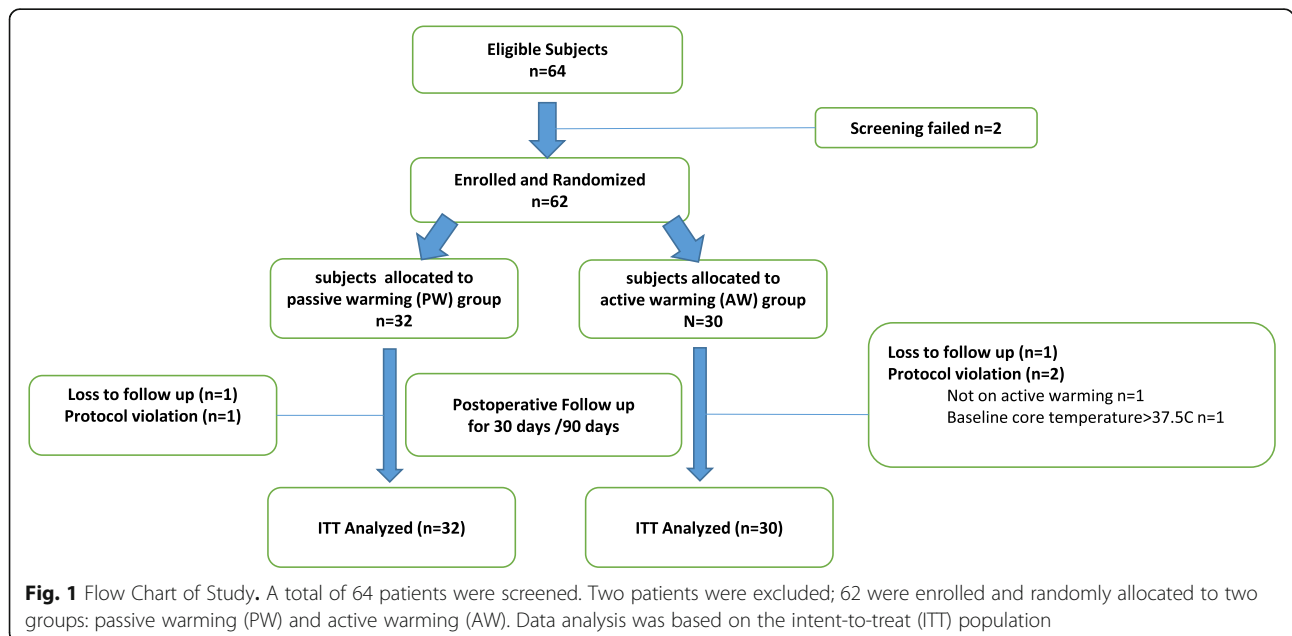 Eligible Subjects
n=64
Screening failed n=2
Enrolled and Randomized
n=62
subjects allocated to
passive warming (PW) group
n=32
subjects allocated to
active warming (AW) group
N=30
Loss to follow up (n=1)
Protocol violation (n=1)
Postoperative Follow up
for 30 days /90 days
Loss to follow up (n=1)
Protocol violation (n=2)
Not on active warming n=1
Baseline core temperature>37.5C n=1
ITT Analyzed (n=32)
ITT Analyzed (n=30)
Fig. 1 Flow Chart of Study. A total of 64 patients were screened. Two patients were excluded; 62 were enrolled and randomly allocated to two
groups: passive warming (PW) and active warming (AW). Data analysis was based on the intent-to-treat (ITT) population